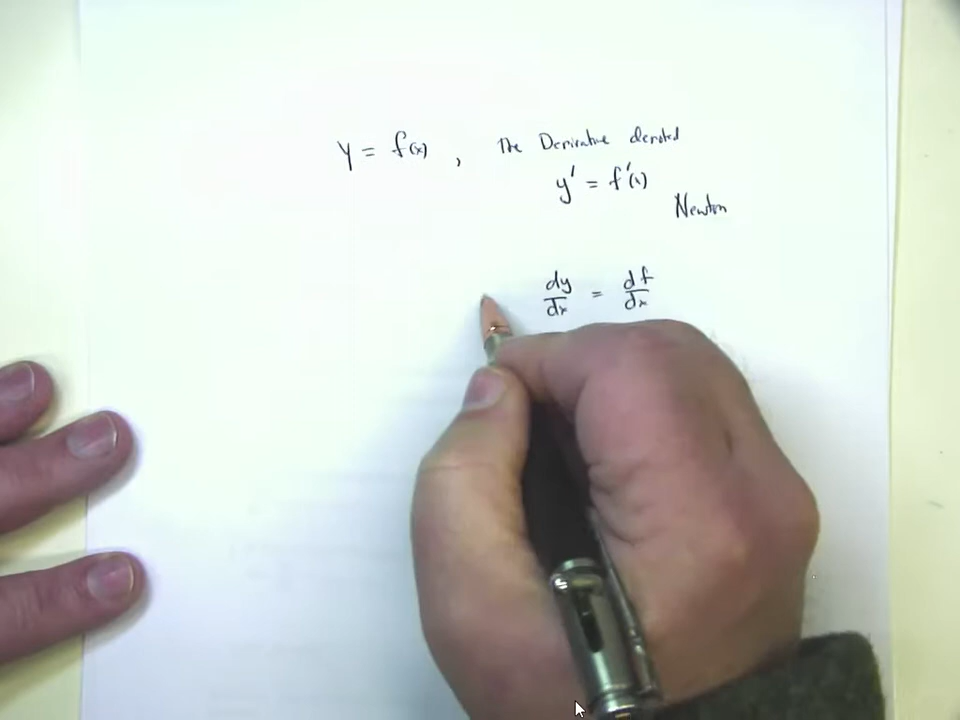 y = f(x) , the Derivative denoted
y' = f'(x)
Newton
dy/dx = df/dx